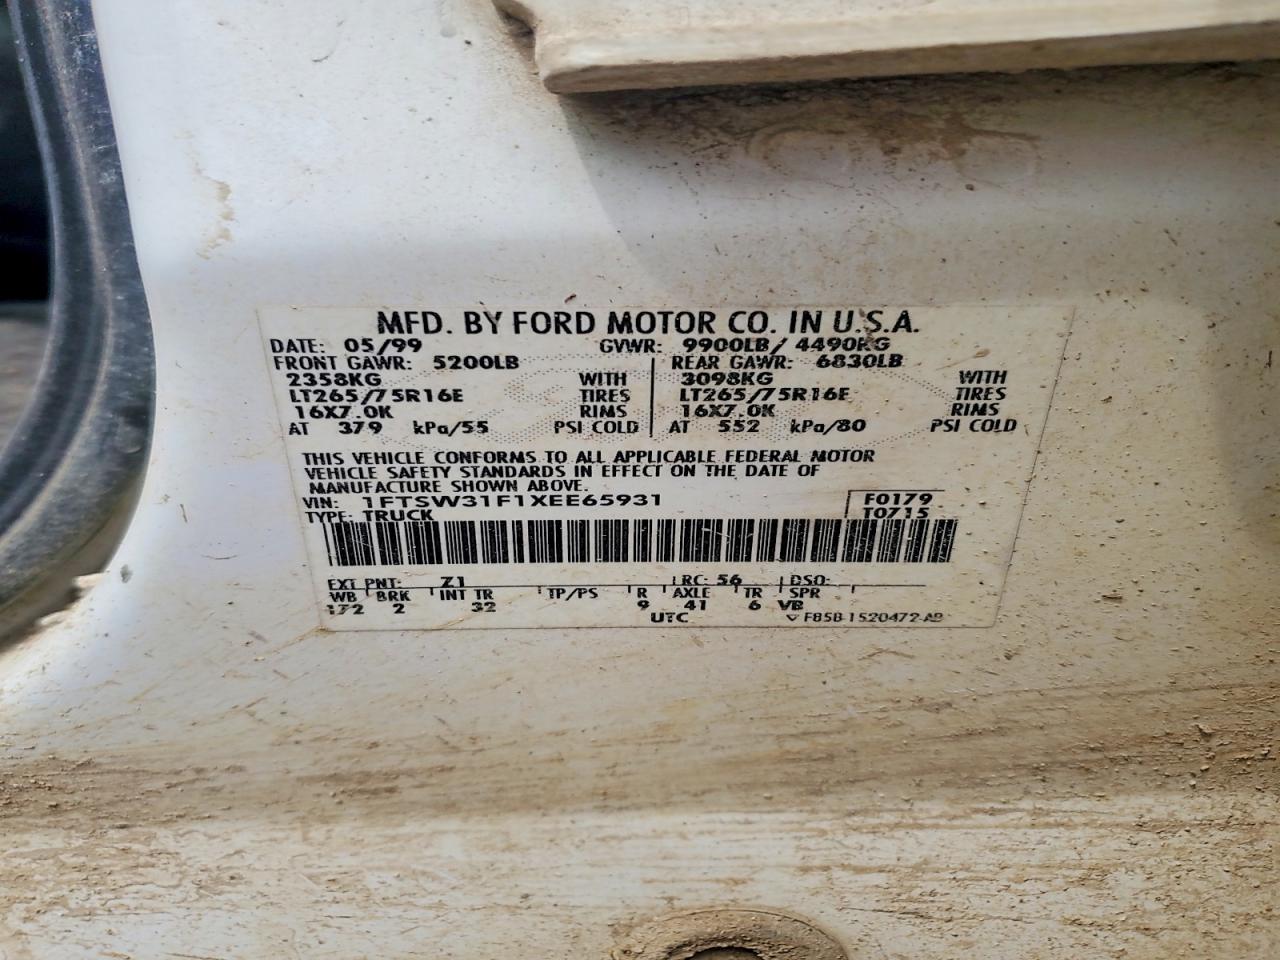 MFD. BY FORD MOTOR CO. IN U.S.A.
DATE: 05/99 GVWR: 9900LB/ 4490KG
FRONT GAWR: 5200LB REAR GAWR: 6830LB
2358KG WITH 3098KG WITH
LT265/75R16E TIRES LT265/75R16E TIRES
16X7.0K RIMS 16X7.0K RIMS
AT 379 kPa/55 PSI COLD AT 552 kPa/80 PSI COLD
THIS VEHICLE CONFORMS TO ALL APPLICABLE FEDERAL MOTOR
VEHICLE SAFETY STANDARDS IN EFFECT ON THE DATE OF
MANUFACTURE SHOWN ABOVE.
VIN: 1FTSW31F1XEE65931 F0179
TYPE: TRUCK T0715
EXT PNT: Z1 RC: 56 DSO:
WB BRK INT TR TP/PS R AXLE TR SPR
172 2 32 9 41 6 VB
UTC F85B-1520472-AB